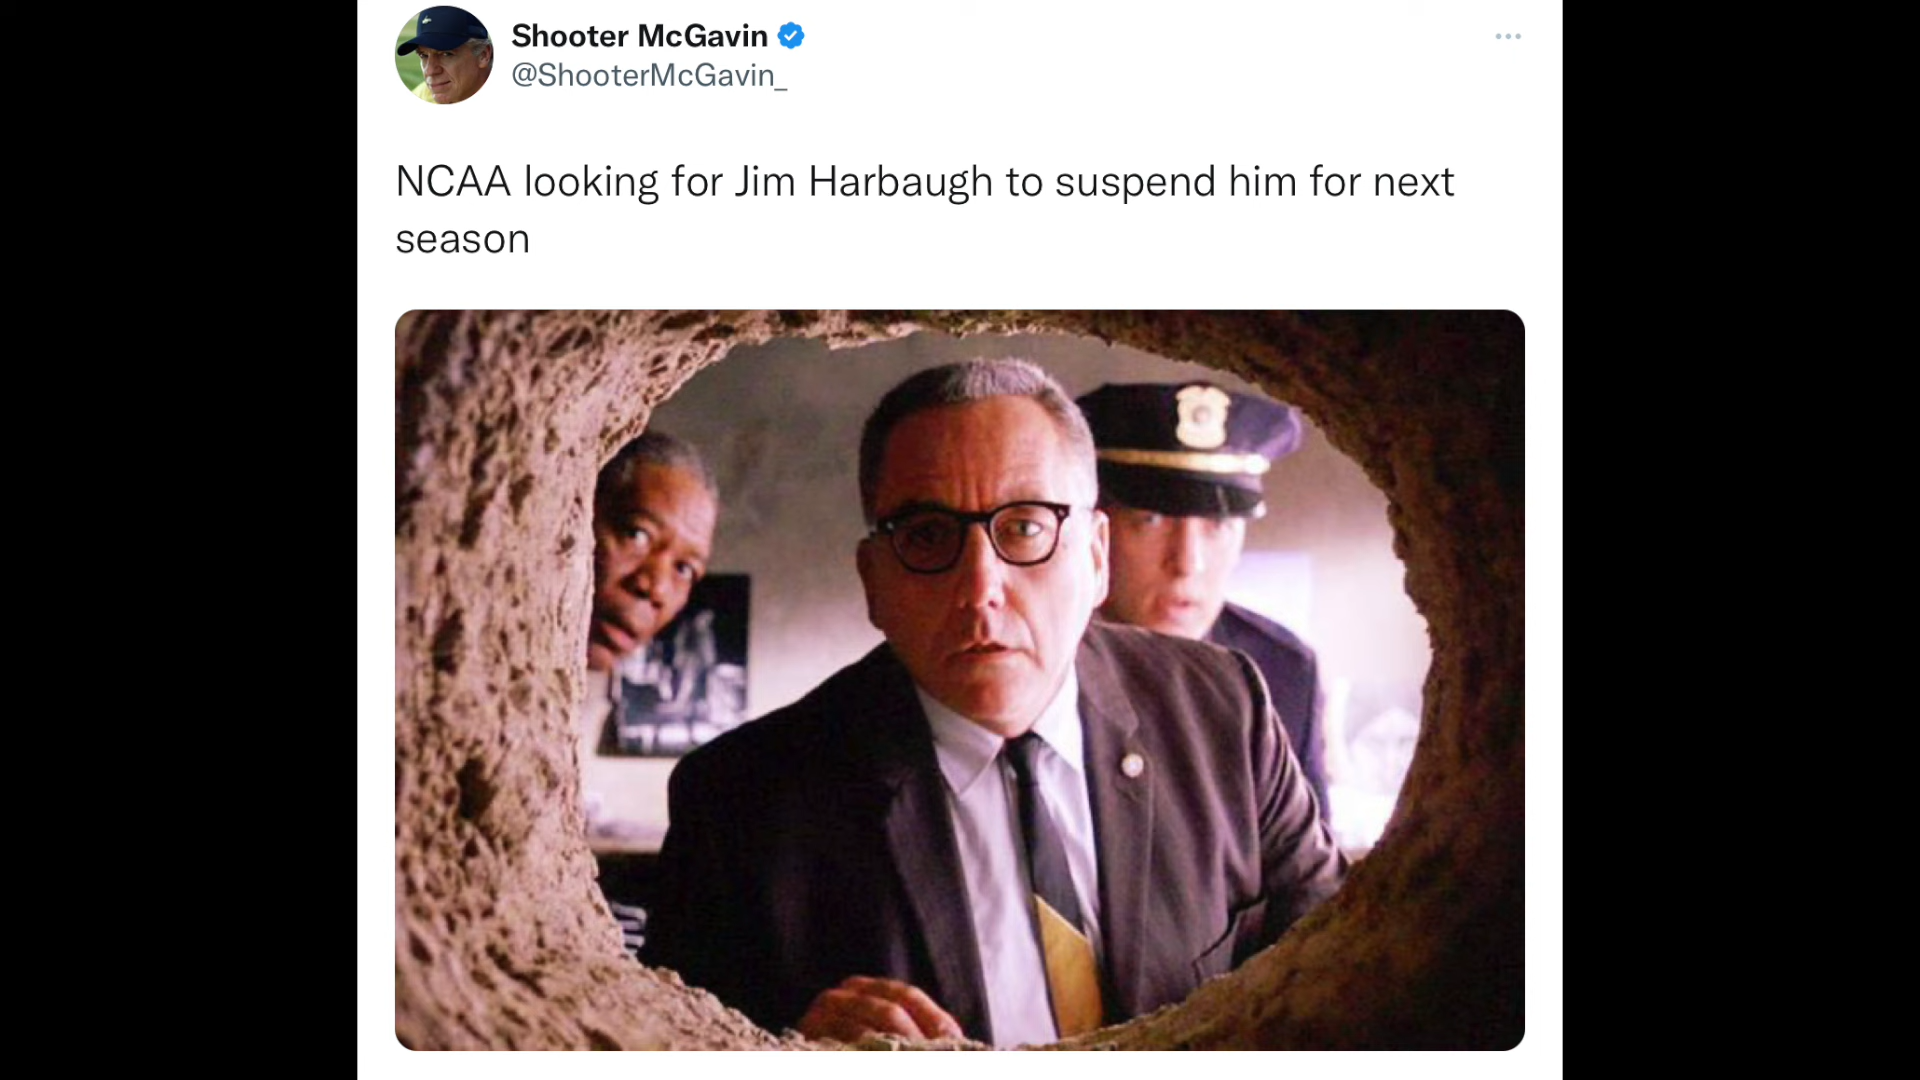 Shooter McGavin
@ShooterMcGavin_
NCAA looking for Jim Harbaugh to suspend him for next
season